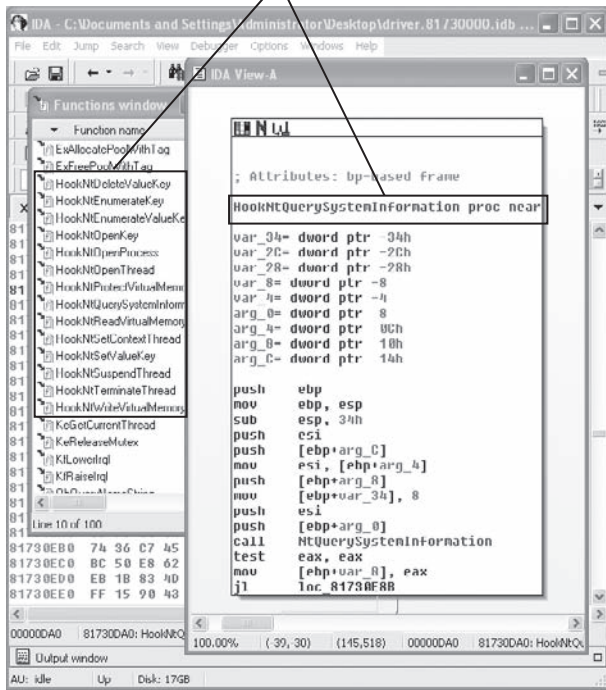 IDA - C:\Documents and Settings\Administrator\Desktop\driver.81730000.idb ...
File Edit Jump Search View Debugger Options Windows Help
IDA View-A
Functions window
Function name
ExAllocatePoolWithTag
ExFreePoolWithTag
HookNtDeleteValueKey
HookNtEnumerateKey
HookNtEnumerateValueKe
HookNtOpenKey
HookNtOpenProcess
HookNtOpenThread
HookNtProtectVirtualMemo
HookNtQuerySystemInform
HookNtReadVirtualMemory
HookNtSetContextThread
HookNtSetValueKey
HookNtSuspendThread
HookNtTerminateThread
HookNtWriteVirtualMemory
KeGetCurrentThread
KeReleaseMutex
KfLowerIrql
KfRaiseIrql
ObQueryNameString
Line 10 of 100
81730EB0 74 36 C7 45
81730EC0 BC 50 E8 62
81730ED0 EB 1B 83 4D
81730EE0 FF 15 90 43
00000DA0 81730DA0: HookNtQ
; Attributes: bp-based frame
HookNtQuerySystemInformation proc near
var_34= dword ptr -34h
var_2C= dword ptr -2Ch
var_28= dword ptr -28h
var_8= dword ptr -8
var_4= dword ptr -4
arg_0= dword ptr 8
arg_4= dword ptr 0Ch
arg_8= dword ptr 10h
arg_C= dword ptr 14h
push ebp
mov ebp, esp
sub esp, 34h
push esi
push [ebp+arg_C]
mov esi, [ebp+arg_4]
push [ebp+arg_8]
mov [ebp+var_34], 8
push esi
push [ebp+arg_0]
call NtQuerySystemInformation
test eax, eax
mov [ebp+var_8], eax
jl loc_81730E8B
100.00% (-39,-30) (145,518) 00000DA0 81730DA0: HookNtQu
Output window
AU: idle Up Disk: 17GB